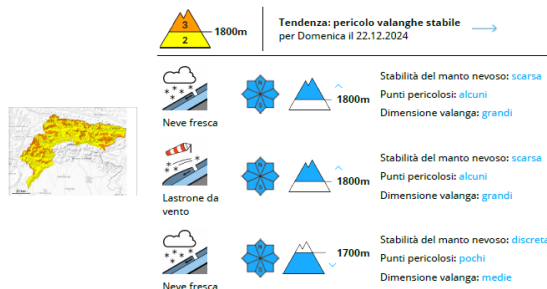 3
2
1800m
Tendenza: pericolo valanghe stabile
per Domenica il 22.12.2024
Neve fresca
N
S
1800m
Stabilità del manto nevoso: scarsa
Punti pericolosi: alcuni
Dimensione valanga: grandi
Lastrone da
vento
N
S
1800m
Stabilità del manto nevoso: scarsa
Punti pericolosi: alcuni
Dimensione valanga: grandi
Neve fresca
N
S
1700m
Stabilità del manto nevoso: discreta
Punti pericolosi: pochi
Dimensione valanga: medie